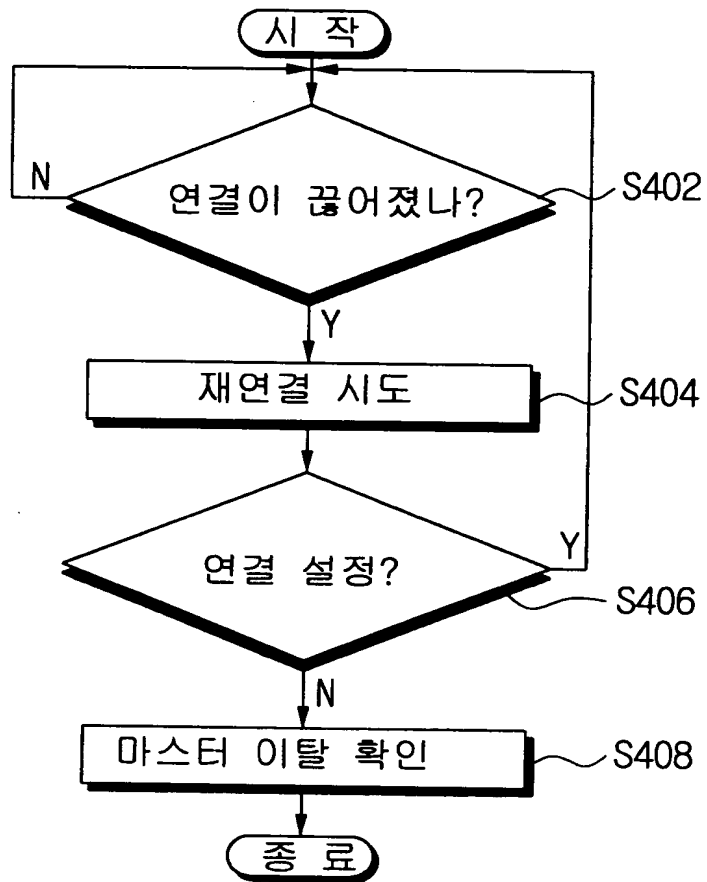 시 작
N
연결이 끊어졌나?
S402
Y
재연결 시도
S404
연결 설정?
Y
S406
N
마스터 이탈 확인
S408
종 료